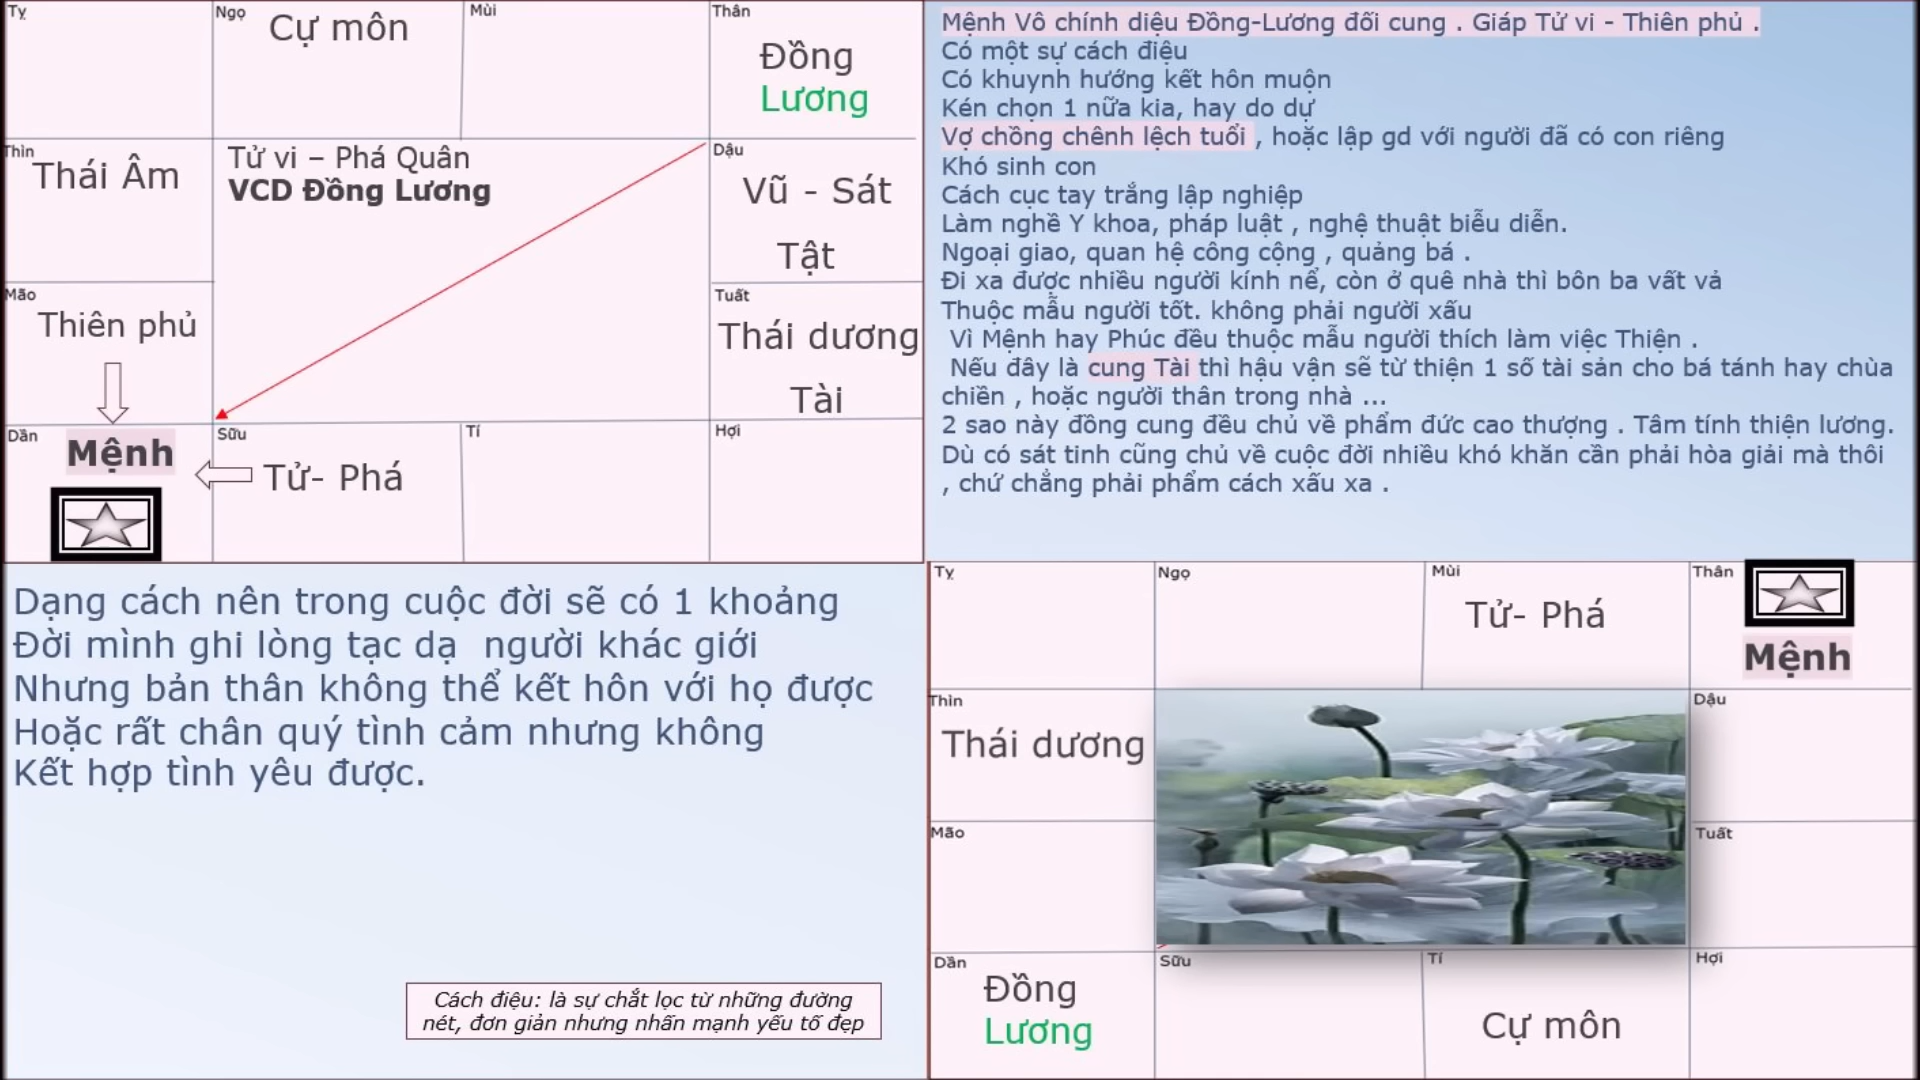 Tỵ
Ngọ
Cự môn
Mùi
Thân
Đồng
Lương
Thìn
Thái Âm
Tử vi – Phá Quân
VCD Đồng Lương
Dậu
Vũ - Sát
Tật
Mão
Thiên phủ
Tuất
Thái dương
Tài
Dần
Mệnh
Sữu
Tử- Phá
Tí
Hợi
Mệnh Vô chính diệu Đồng-Lương đối cung . Giáp Tử vi - Thiên phủ .
Có một sự cách điệu
Có khuynh hướng kết hôn muộn
Kén chọn 1 nữa kia, hay do dự
Vợ chồng chênh lệch tuổi , hoặc lập gd với người đã có con riêng
Khó sinh con
Cách cục tay trắng lập nghiệp
Làm nghề Y khoa, pháp luật , nghệ thuật biễu diễn.
Ngoại giao, quan hệ công cộng , quảng bá .
Đi xa được nhiều người kính nể, còn ở quê nhà thì bôn ba vất vả
Thuộc mẫu người tốt. không phải người xấu
Vì Mệnh hay Phúc đều thuộc mẫu người thích làm việc Thiện .
Nếu đây là cung Tài thì hậu vận sẽ từ thiện 1 số tài sản cho bá tánh hay chùa
chiền , hoặc người thân trong nhà ...
2 sao này đồng cung đều chủ về phẩm đức cao thượng . Tâm tính thiện lương.
Dù có sát tinh cũng chủ về cuộc đời nhiều khó khăn cần phải hòa giải mà thôi
, chứ chẳng phải phẩm cách xấu xa .
Dạng cách nên trong cuộc đời sẽ có 1 khoảng
Đời mình ghi lòng tạc dạ người khác giới
Nhưng bản thân không thể kết hôn với họ được
Hoặc rất chân quý tình cảm nhưng không
Kết hợp tình yêu được.
Cách điệu: là sự chắt lọc từ những đường
nét, đơn giản nhưng nhấn mạnh yếu tố đẹp
Tỵ
Ngọ
Mùi
Tử- Phá
Thân
Mệnh
Thìn
Thái dương
Dậu
Mão
Tuất
Dần
Đồng
Lương
Sữu
Tí
Cự môn
Hợi